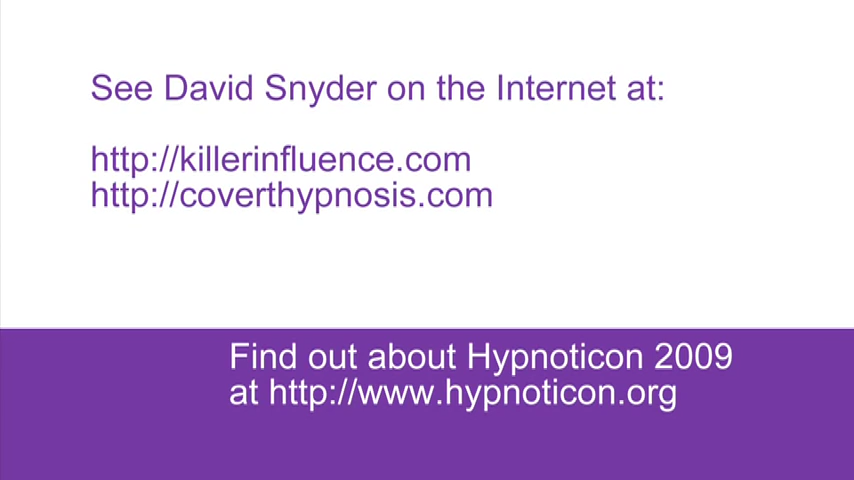 See David Snyder on the Internet at:
http://killerinfluence.com
http://coverthypnosis.com
Find out about Hypnoticon 2009
at http://www.hypnoticon.org